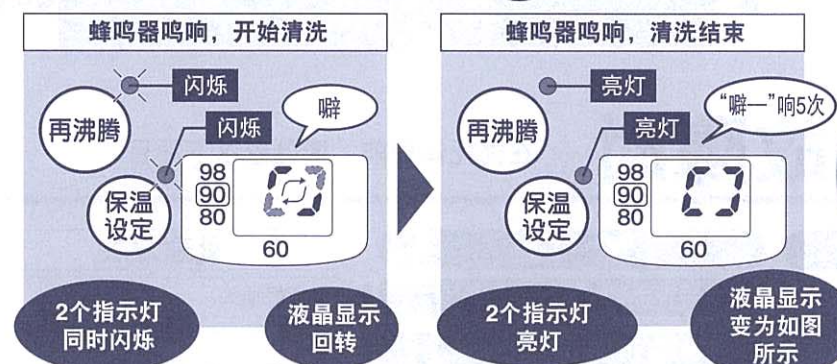 蜂鸣器鸣响，开始清洗
闪烁
再沸腾
闪烁
噼
保温
设定
98
90
80
60
2个指示灯
同时闪烁
液晶显示
回转
蜂鸣器鸣响，清洗结束
亮灯
再沸腾
亮灯
“噼—”响5次
保温
设定
98
90
80
60
2个指示灯
亮灯
液晶显示
变为如图
所示